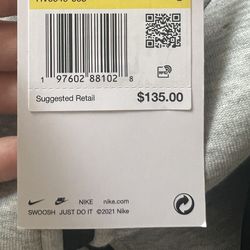 1 97602 88102 8
RFID
Suggested Retail $135.00
NIKE nike.com
SWOOSH JUST DO IT ©2021 Nike